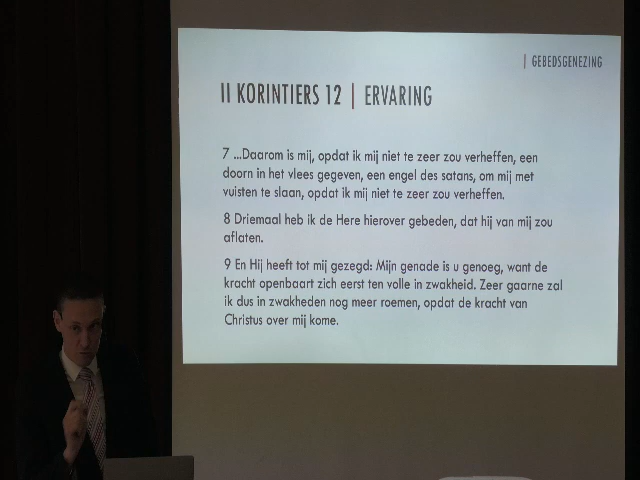 | GEBEDSGENEZING
II KORINTIERS 12 | ERVARING
7 ...Daarom is mij, opdat ik mij niet te zeer zou verheffen, een
doorn in het vlees gegeven, een engel des satans, om mij met
vuisten te slaan, opdat ik mij niet te zeer zou verheffen.
8 Driemaal heb ik de Here hierover gebeden, dat hij van mij zou
aflaten.
9 En Hij heeft tot mij gezegd: Mijn genade is u genoeg, want de
kracht openbaart zich eerst ten volle in zwakheid. Zeer gaarne zal
ik dus in zwakheden nog meer roemen, opdat de kracht van
Christus over mij kome.